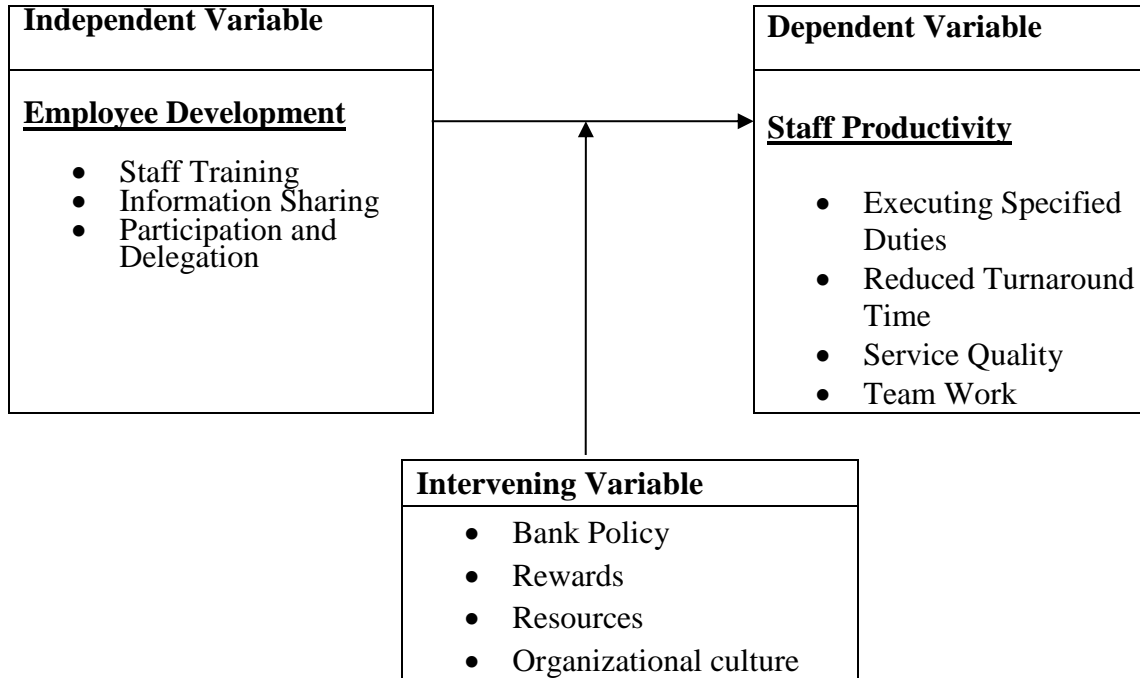 Independent Variable
Employee Development
• Staff Training
• Information Sharing
• Participation and
Delegation
Dependent Variable
Staff Productivity
• Executing Specified
Duties
• Reduced Turnaround
Time
• Service Quality
• Team Work
Intervening Variable
• Bank Policy
• Rewards
• Resources
• Organizational culture